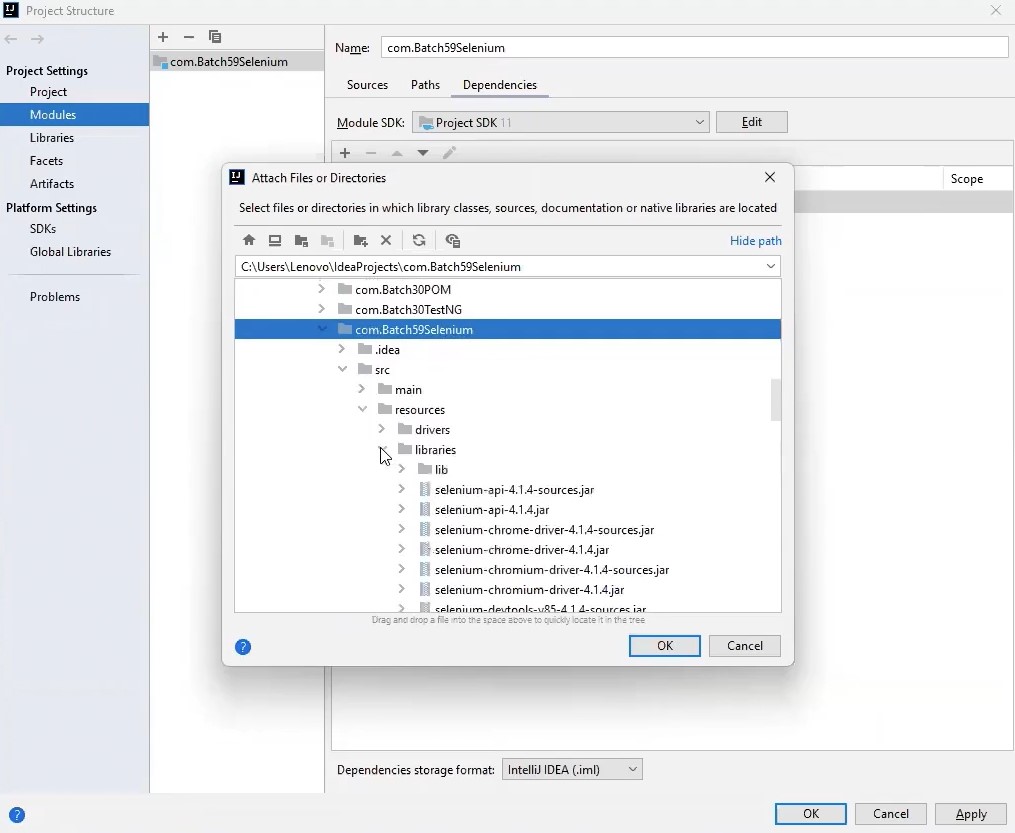 Project Structure
Project Settings
Project
Modules
Libraries
Facets
Artifacts
Platform Settings
SDKs
Global Libraries
Problems
com.Batch59Selenium
Name: com.Batch59Selenium
Sources Paths Dependencies
Module SDK: Project SDK 11 Edit
Scope
Attach Files or Directories
Select files or directories in which library classes, sources, documentation or native libraries are located
Hide path
C:\Users\Lenovo\IdeaProjects\com.Batch59Selenium
com.Batch30POM
com.Batch30TestNG
com.Batch59Selenium
.idea
src
main
resources
drivers
libraries
lib
selenium-api-4.1.4-sources.jar
selenium-api-4.1.4.jar
selenium-chrome-driver-4.1.4-sources.jar
selenium-chrome-driver-4.1.4.jar
selenium-chromium-driver-4.1.4-sources.jar
selenium-chromium-driver-4.1.4.jar
selenium-devtools-v85-4.1.4-sources.jar
Drag and drop a file into the space above to quickly locate it in the tree
? OK Cancel
Dependencies storage format: IntelliJ IDEA (.iml)
? OK Cancel Apply